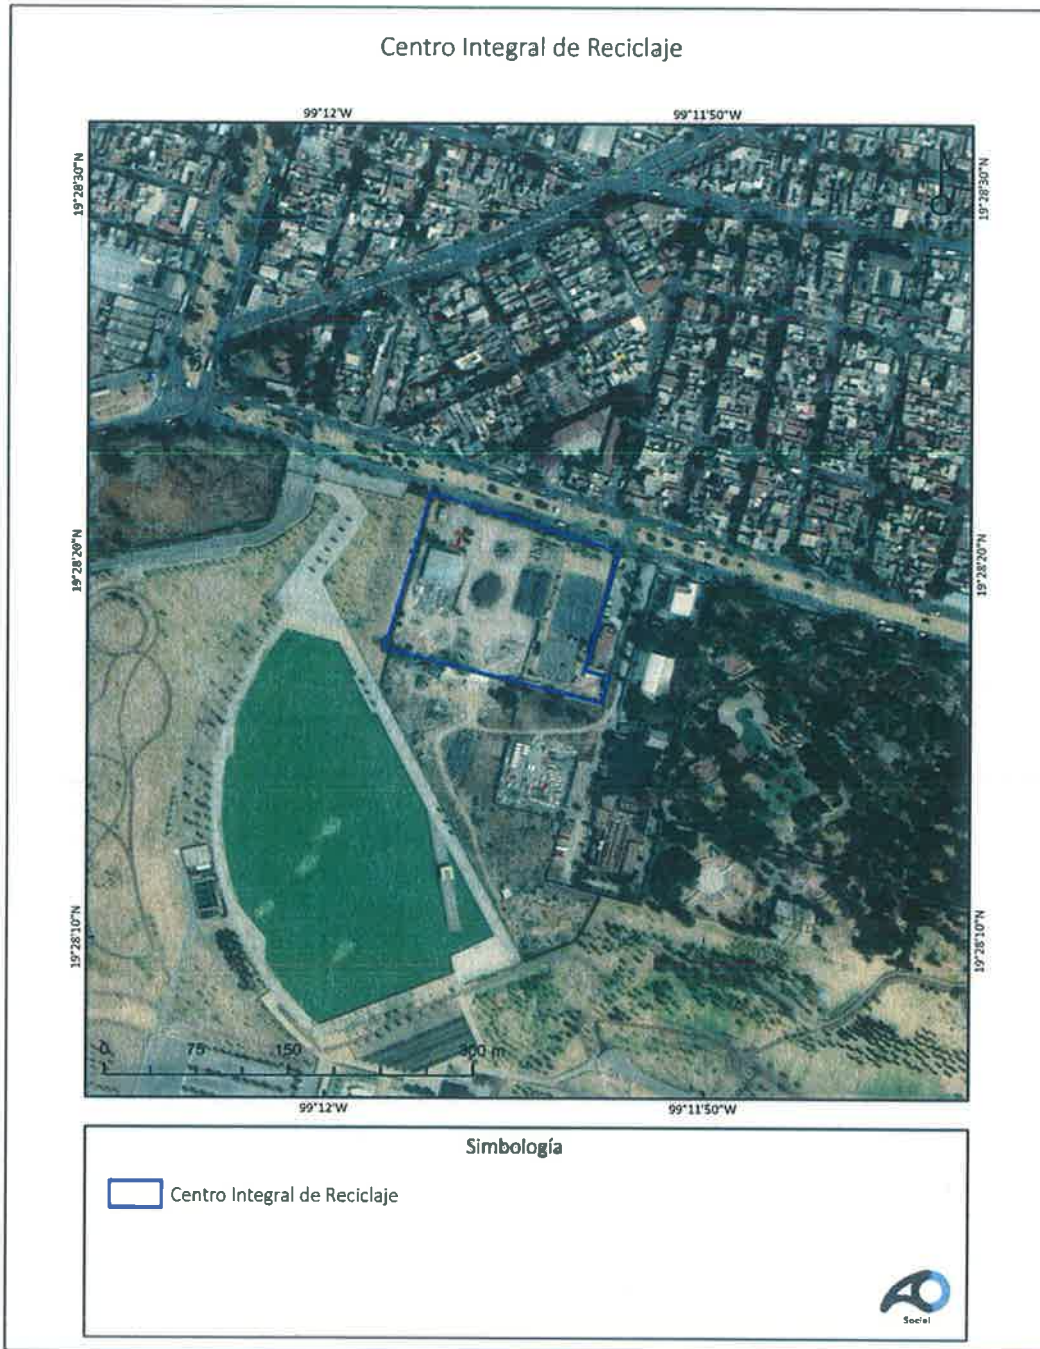 Centro Integral de Reciclaje
99°12'W 99°11'50"W
19°28'30"N 19°28'30"N
19°28'20"N 19°28'20"N
19°28'10"N 19°28'10"N
0 75 150 300 m
99°12'W 99°11'50"W
Simbología
Centro Integral de Reciclaje
Social